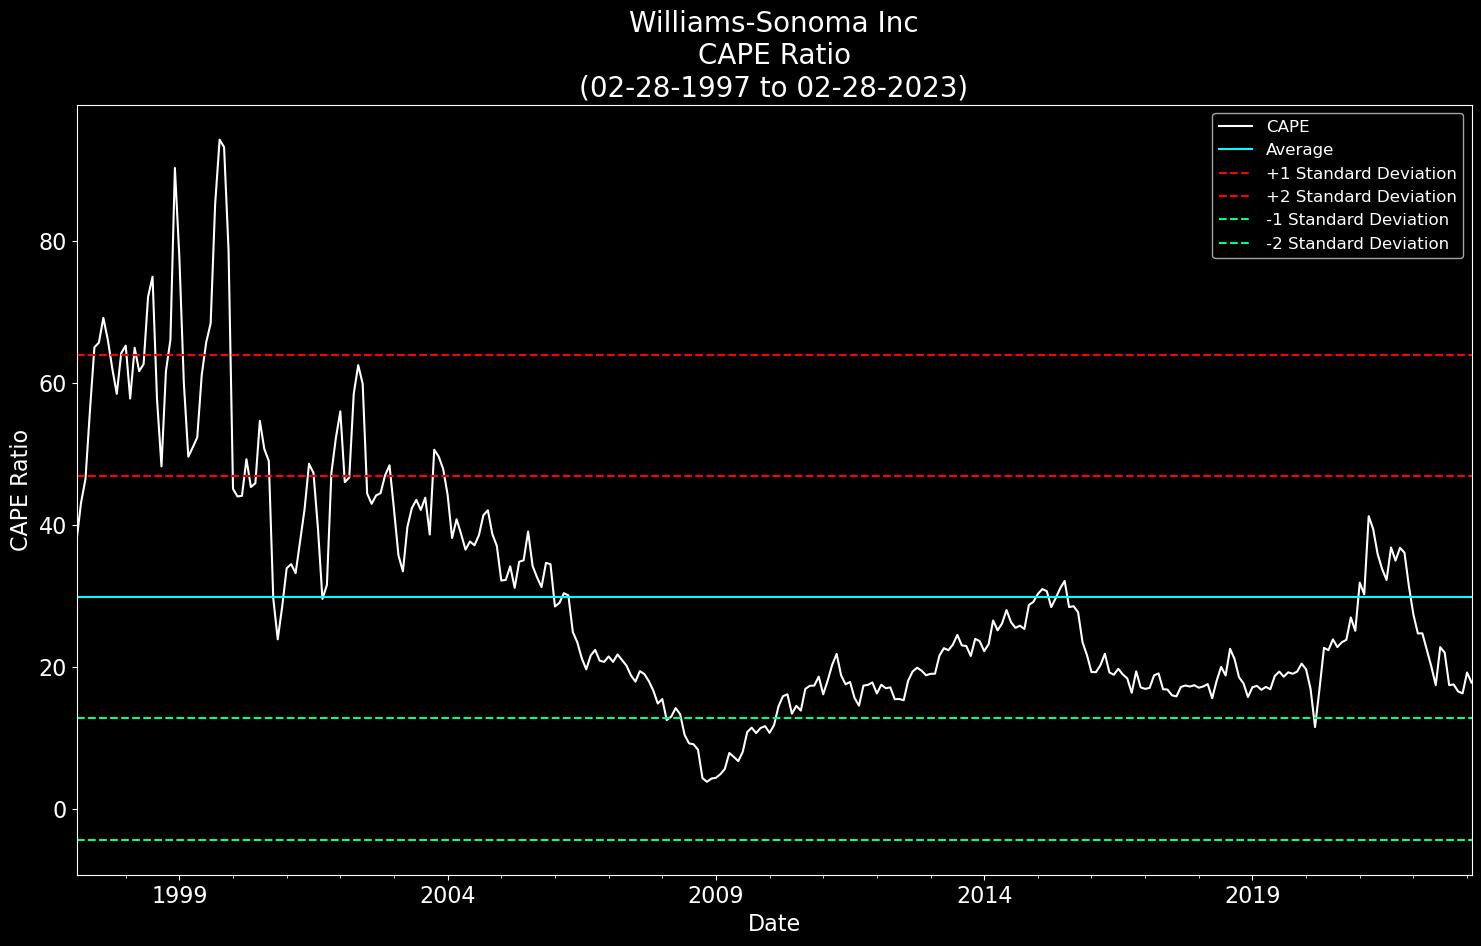 Williams-Sonoma Inc
CAPE Ratio
(02-28-1997 to 02-28-2023)
CAPE
Average
+1 Standard Deviation
+2 Standard Deviation
-1 Standard Deviation
-2 Standard Deviation
CAPE Ratio
80
60
40
20
0
1999
2004
2009
2014
2019
Date